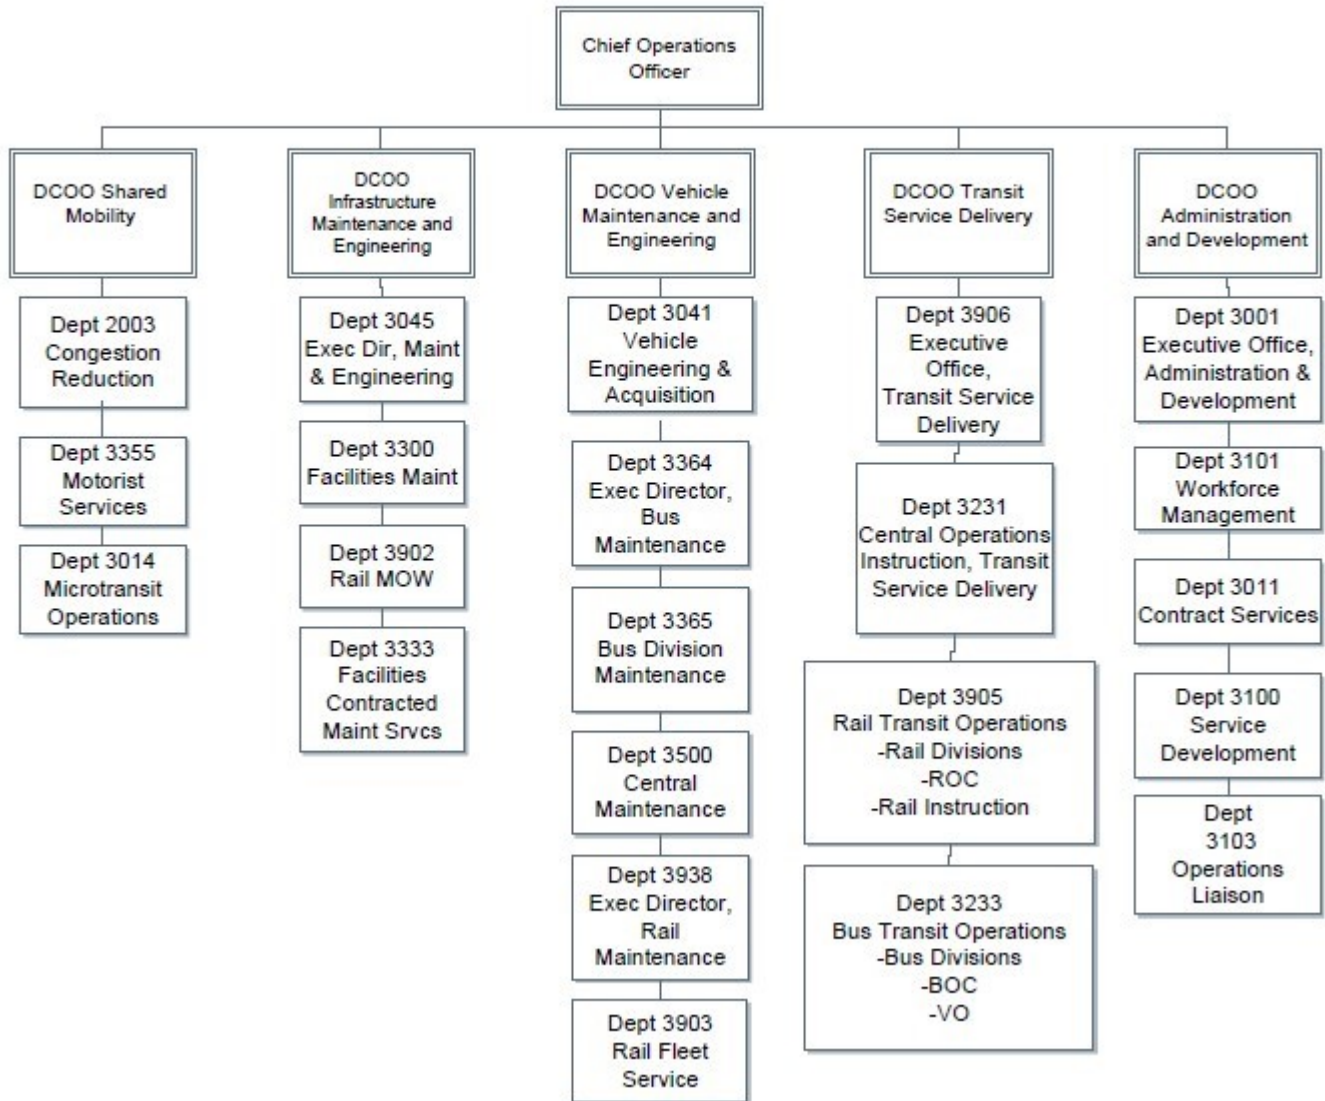 Chief Operations
Officer
DCOO Shared
Mobility
Dept 2003
Congestion
Reduction
Dept 3355
Motorist
Services
Dept 3014
Microtransit
Operations
DCOO
Infrastructure
Maintenance and
Engineering
Dept 3045
Exec Dir, Maint
& Engineering
Dept 3300
Facilities Maint
Dept 3902
Rail MOW
Dept 3333
Facilities
Contracted
Maint Srvcs
DCOO Vehicle
Maintenance and
Engineering
Dept 3041
Vehicle
Engineering &
Acquisition
Dept 3364
Exec Director,
Bus
Maintenance
Dept 3365
Bus Division
Maintenance
Dept 3500
Central
Maintenance
Dept 3938
Exec Director,
Rail
Maintenance
Dept 3903
Rail Fleet
Service
DCOO Transit
Service Delivery
Dept 3906
Executive
Office,
Transit Service
Delivery
Dept 3231
Central Operations
Instruction, Transit
Service Delivery
Dept 3905
Rail Transit Operations
-Rail Divisions
-ROC
-Rail Instruction
Dept 3233
Bus Transit Operations
-Bus Divisions
-BOC
-VO
DCOO
Administration
and Development
Dept 3001
Executive Office,
Administration &
Development
Dept 3101
Workforce
Management
Dept 3011
Contract Services
Dept 3100
Service
Development
Dept
3103
Operations
Liaison